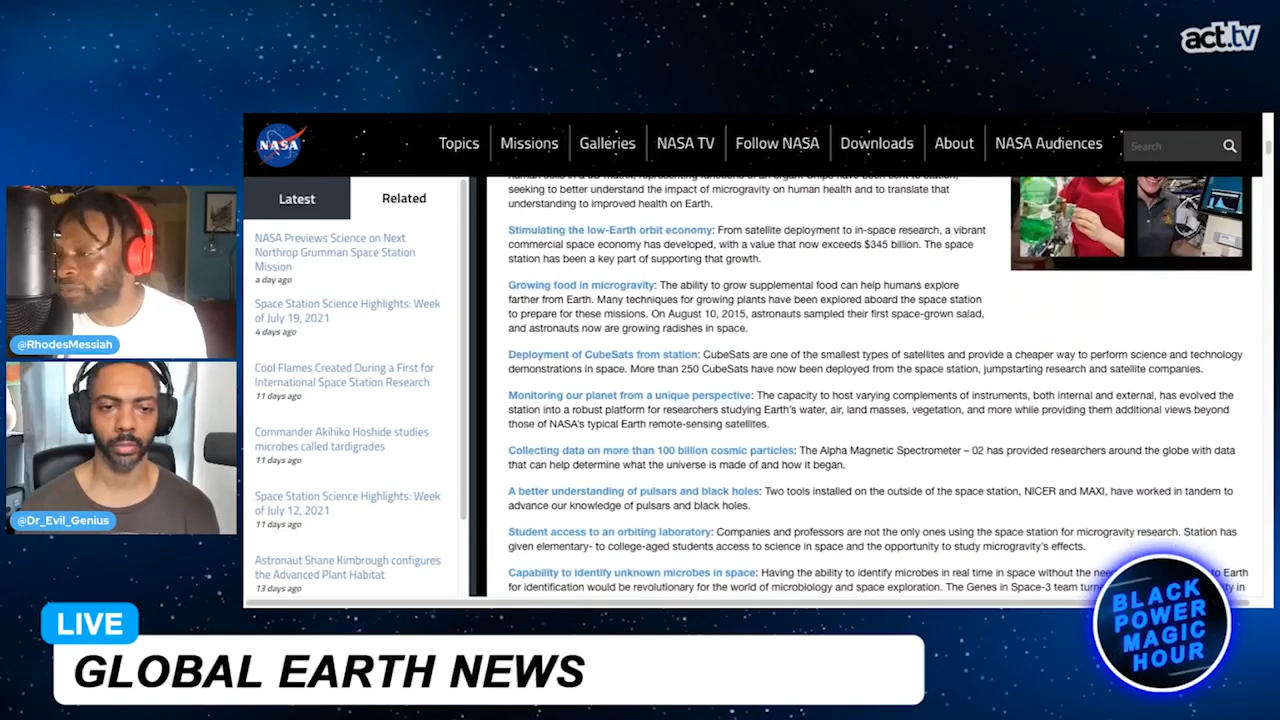 act.tv
NASA
Topics
Missions
Galleries
NASA TV
Follow NASA
Downloads
About
NASA Audiences
Search
Latest
Related
NASA Previews Science on Next
Northrop Grumman Space Station
Mission
a day ago
Space Station Science Highlights: Week
of July 19, 2021
4 days ago
Cool Flames Created During a First for
International Space Station Research
11 days ago
Commander Akihiko Hoshide studies
microbes called tardigrades
11 days ago
Space Station Science Highlights: Week
of July 12, 2021
11 days ago
Astronaut Shane Kimbrough configures
the Advanced Plant Habitat
13 days ago
seeking to better understand the impact of microgravity on human health and to translate that
understanding to improved health on Earth.
Stimulating the low-Earth orbit economy: From satellite deployment to in-space research, a vibrant
commercial space economy has developed, with a value that now exceeds $345 billion. The space
station has been a key part of supporting that growth.
Growing food in microgravity: The ability to grow supplemental food can help humans explore
farther from Earth. Many techniques for growing plants have been explored aboard the space station
to prepare for these missions. On August 10, 2015, astronauts sampled their first space-grown salad,
and astronauts now are growing radishes in space.
Deployment of CubeSats from station: CubeSats are one of the smallest types of satellites and provide a cheaper way to perform science and technology
demonstrations in space. More than 250 CubeSats have now been deployed from the space station, jumpstarting research and satellite companies.
Monitoring our planet from a unique perspective: The capacity to host varying complements of instruments, both internal and external, has evolved the
station into a robust platform for researchers studying Earth's water, air, land masses, vegetation, and more while providing them additional views beyond
those of NASA's typical Earth remote-sensing satellites.
Collecting data on more than 100 billion cosmic particles: The Alpha Magnetic Spectrometer – 02 has provided researchers around the globe with data
that can help determine what the universe is made of and how it began.
A better understanding of pulsars and black holes: Two tools installed on the outside of the space station, NICER and MAXI, have worked in tandem to
advance our knowledge of pulsars and black holes.
Student access to an orbiting laboratory: Companies and professors are not the only ones using the space station for microgravity research. Station has
given elementary- to college-aged students access to science in space and the opportunity to study microgravity's effects.
Capability to identify unknown microbes in space: Having the ability to identify microbes in real time in space without the to Earth
for identification would be revolutionary for the world of microbiology and space exploration. The Genes in Space-3 team in
@RhodesMessiah
@Dr_Evil_Genius
LIVE
GLOBAL EARTH NEWS
BLACK
POWER
MAGIC
HOUR